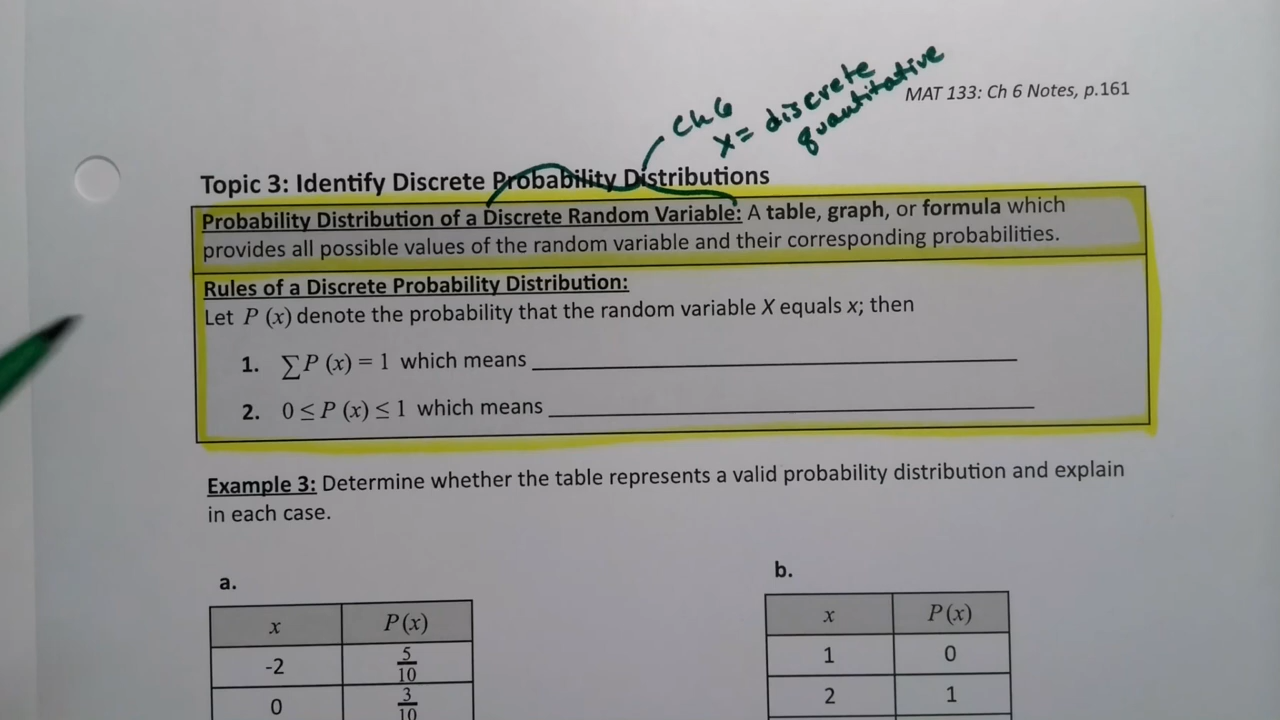 Ch 6
x = discrete
quantitative
MAT 133: Ch 6 Notes, p.161
Topic 3: Identify Discrete Probability Distributions
Probability Distribution of a Discrete Random Variable: A table, graph, or formula which
provides all possible values of the random variable and their corresponding probabilities.
Rules of a Discrete Probability Distribution:
Let P (x) denote the probability that the random variable X equals x; then
1. ∑P (x) = 1 which means
2. 0 ≤ P (x) ≤ 1 which means
Example 3: Determine whether the table represents a valid probability distribution and explain
in each case.
a.
x P(x)
-2 5/10
0 3/10
b.
x P(x)
1 0
2 1